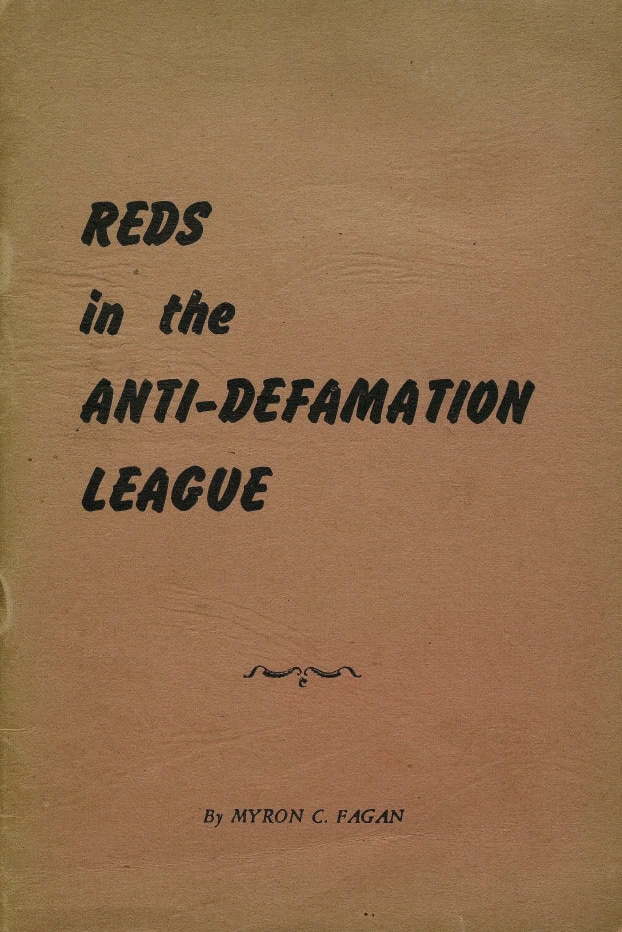 REDS
in the
ANTI-DEFAMATION
LEAGUE
By MYRON C. FAGAN